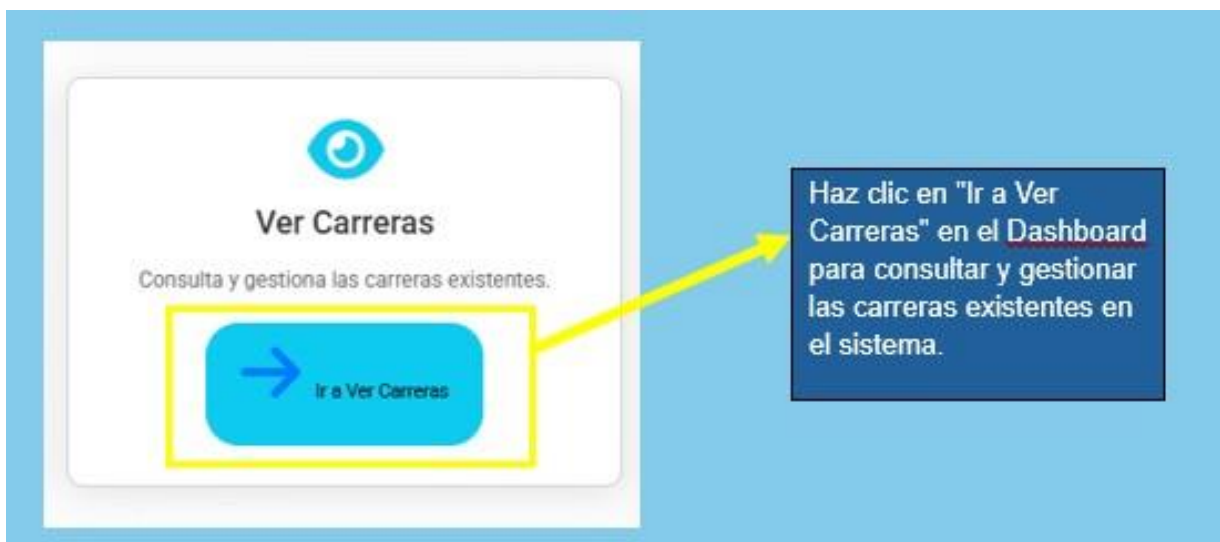 Ver Carreras
Consulta y gestiona las carreras existentes.
Ir a Ver Carreras
Haz clic en "Ir a Ver
Carreras" en el Dashboard
para consultar y gestionar
las carreras existentes en
el sistema.